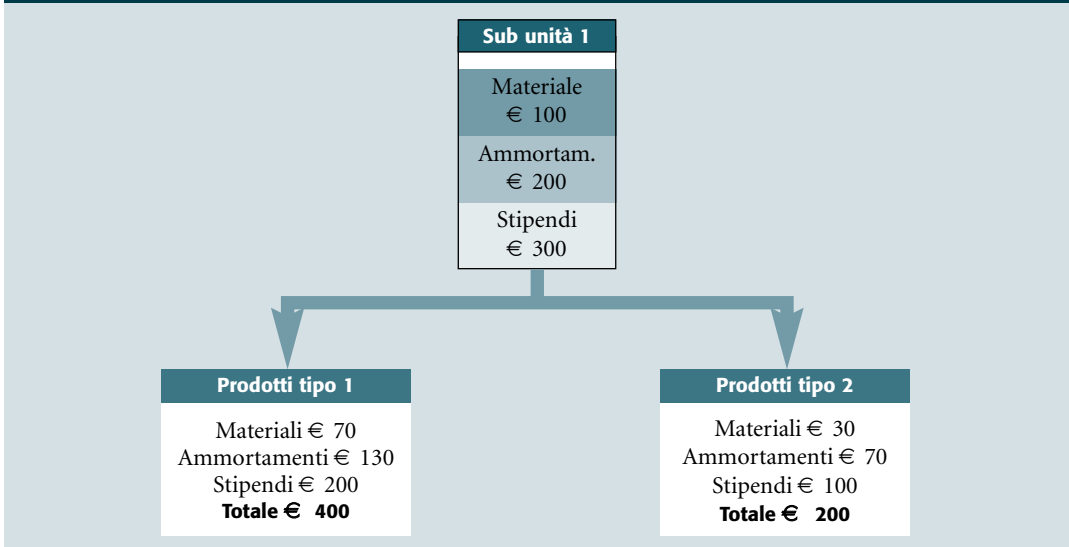 Sub unità 1
Materiale
€ 100
Ammortam.
€ 200
Stipendi
€ 300
Prodotti tipo 1
Materiali € 70
Ammortamenti € 130
Stipendi € 200
Totale € 400
Prodotti tipo 2
Materiali € 30
Ammortamenti € 70
Stipendi € 100
Totale € 200